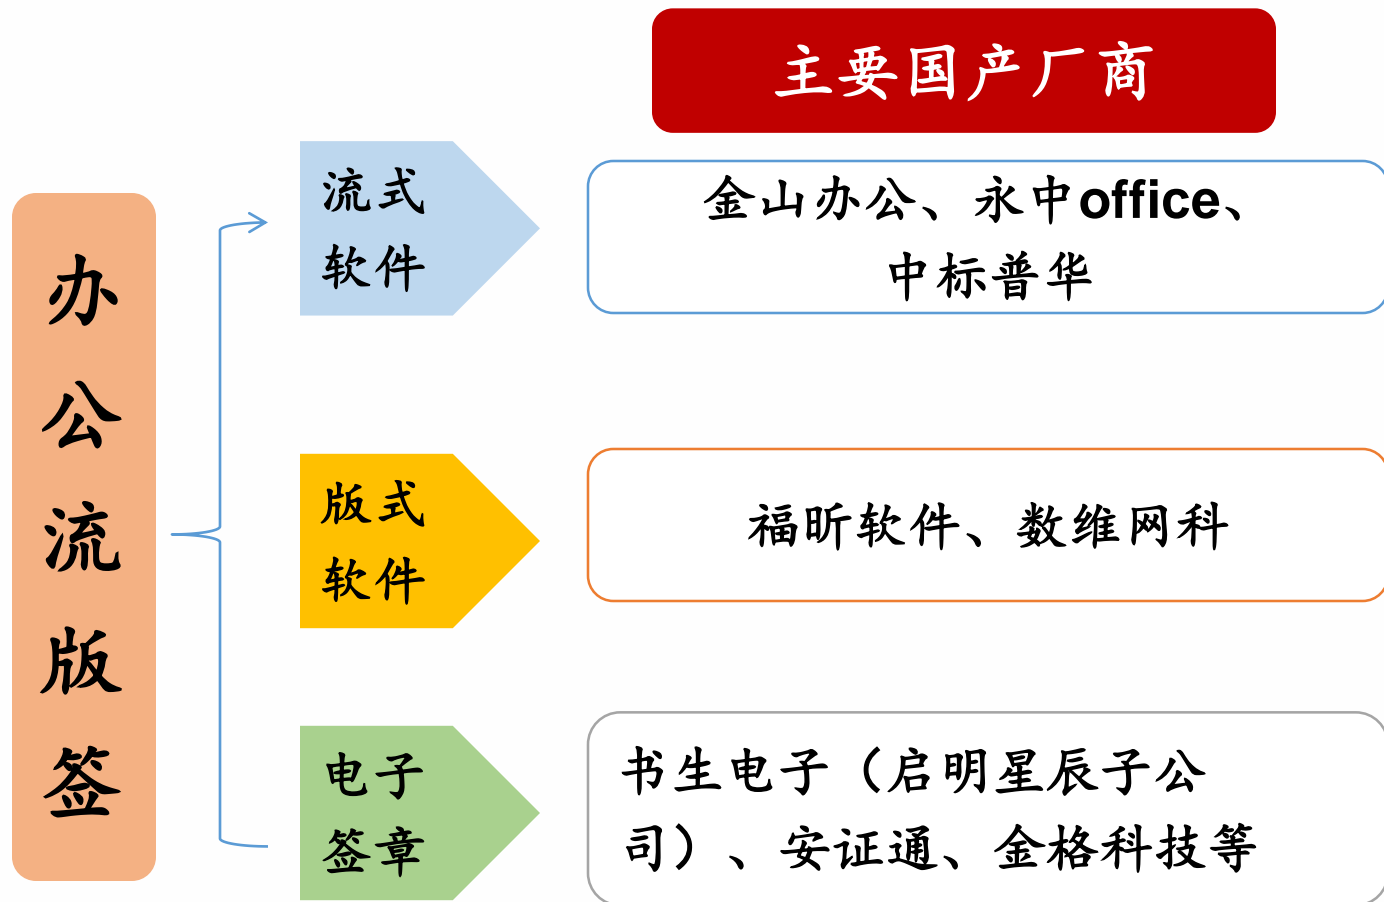 主要国产厂商
办公流版签
流式
软件
金山办公、永中office、
中标普华
版式
软件
福昕软件、数维网科
电子
签章
书生电子（启明星辰子公
司）、安证通、金格科技等